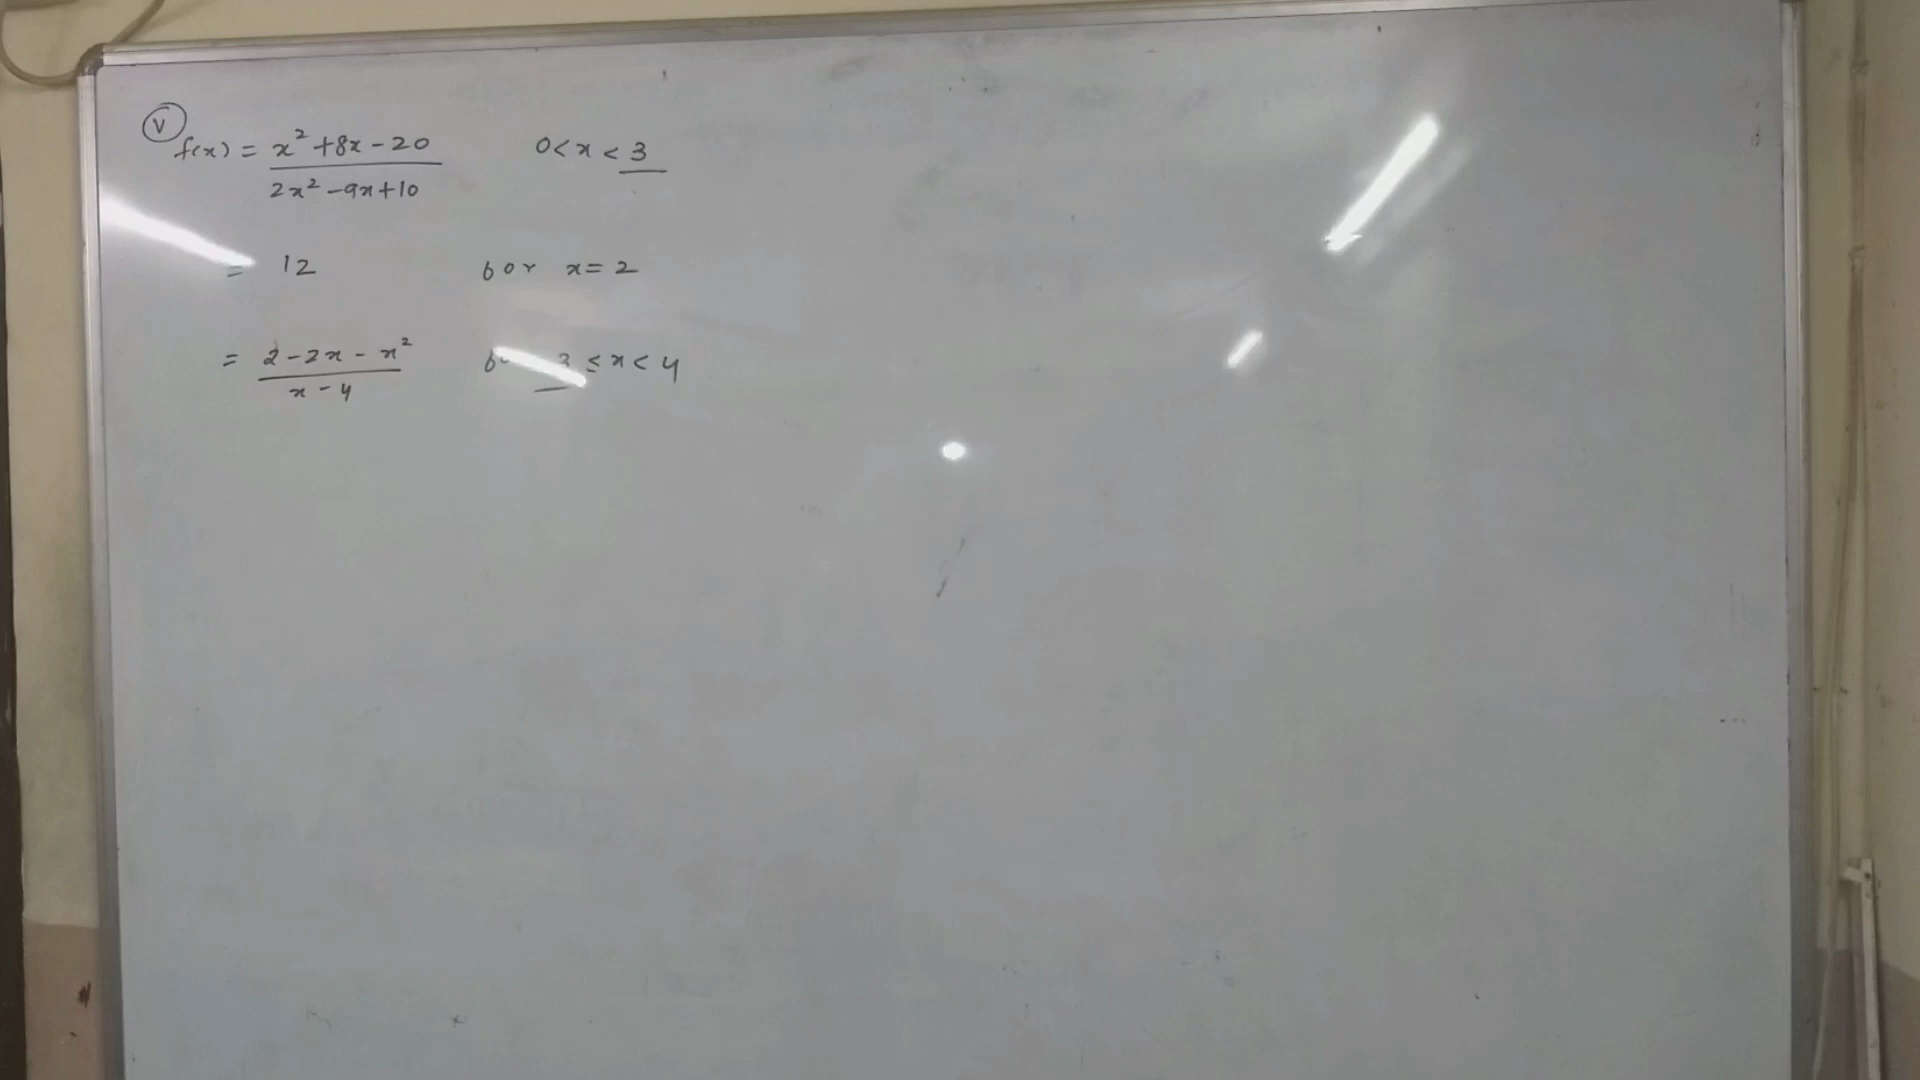 (V)
f(x) = x² + 8x - 20 0 < x < 3
2x² - 9x + 10
= 12 for x = 2
= 2 - 2x - x² ≤ x < 4
x - 4